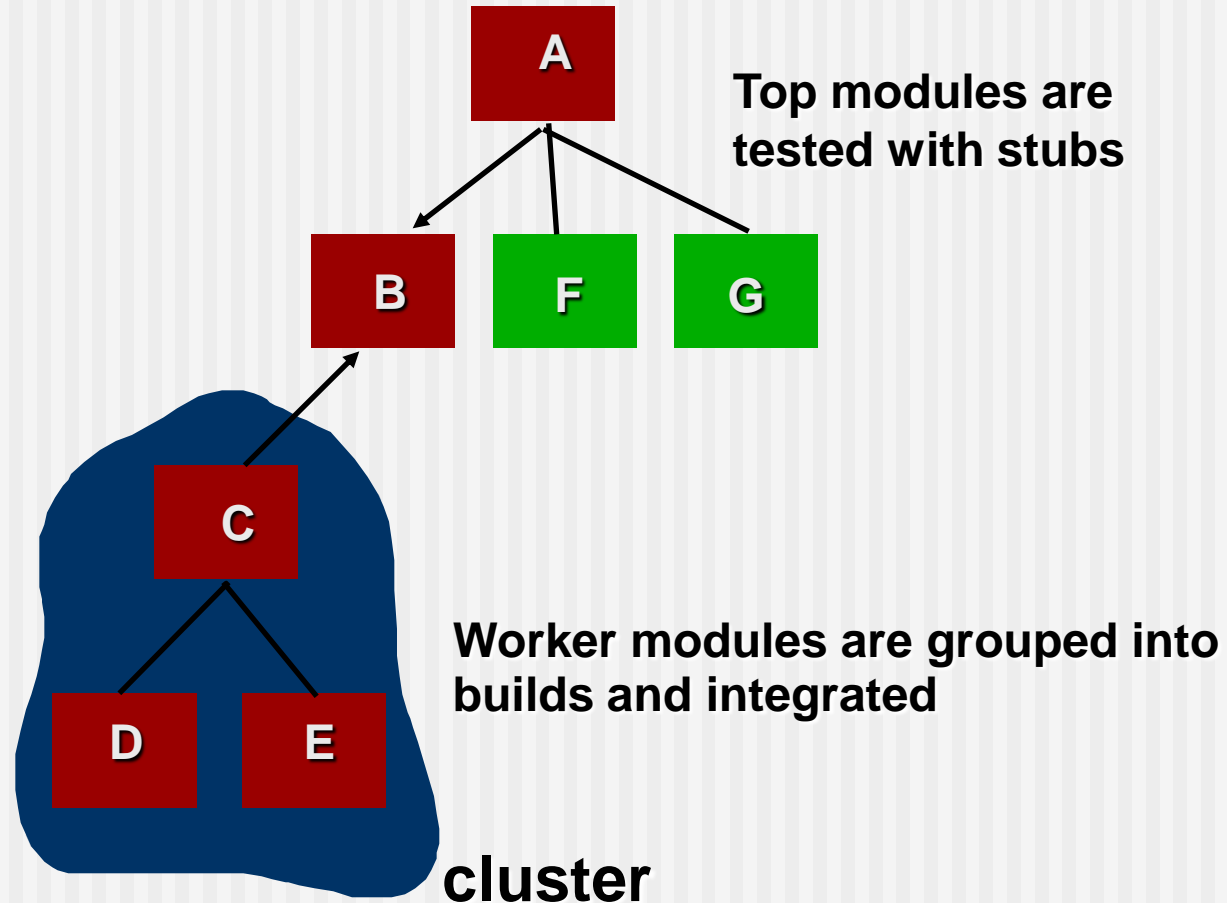 A
Top modules are
tested with stubs
B
F
G
C
Worker modules are grouped into
builds and integrated
D
E
cluster